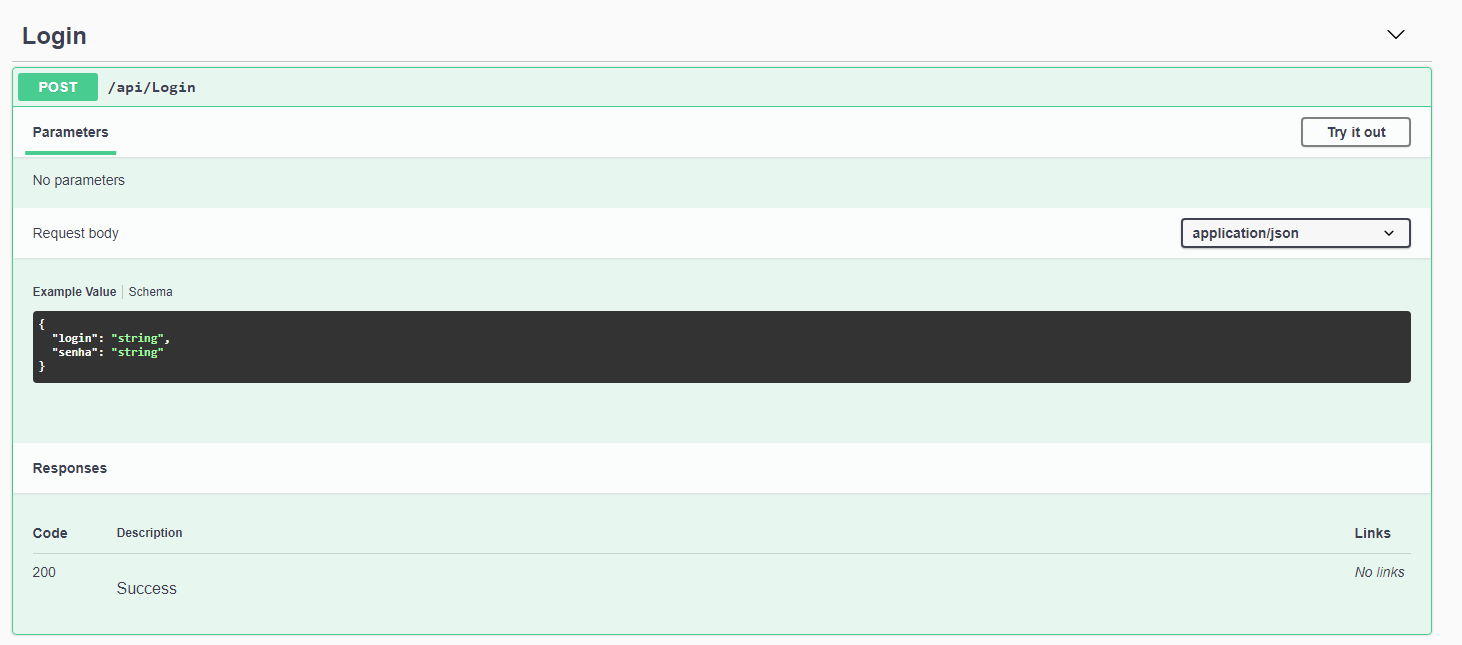 Login
POST /api/Login
Parameters Try it out
No parameters
Request body application/json
Example Value Schema
{
"login": "string",
"senha": "string"
}
Responses
Code Description Links
200 No links
Success